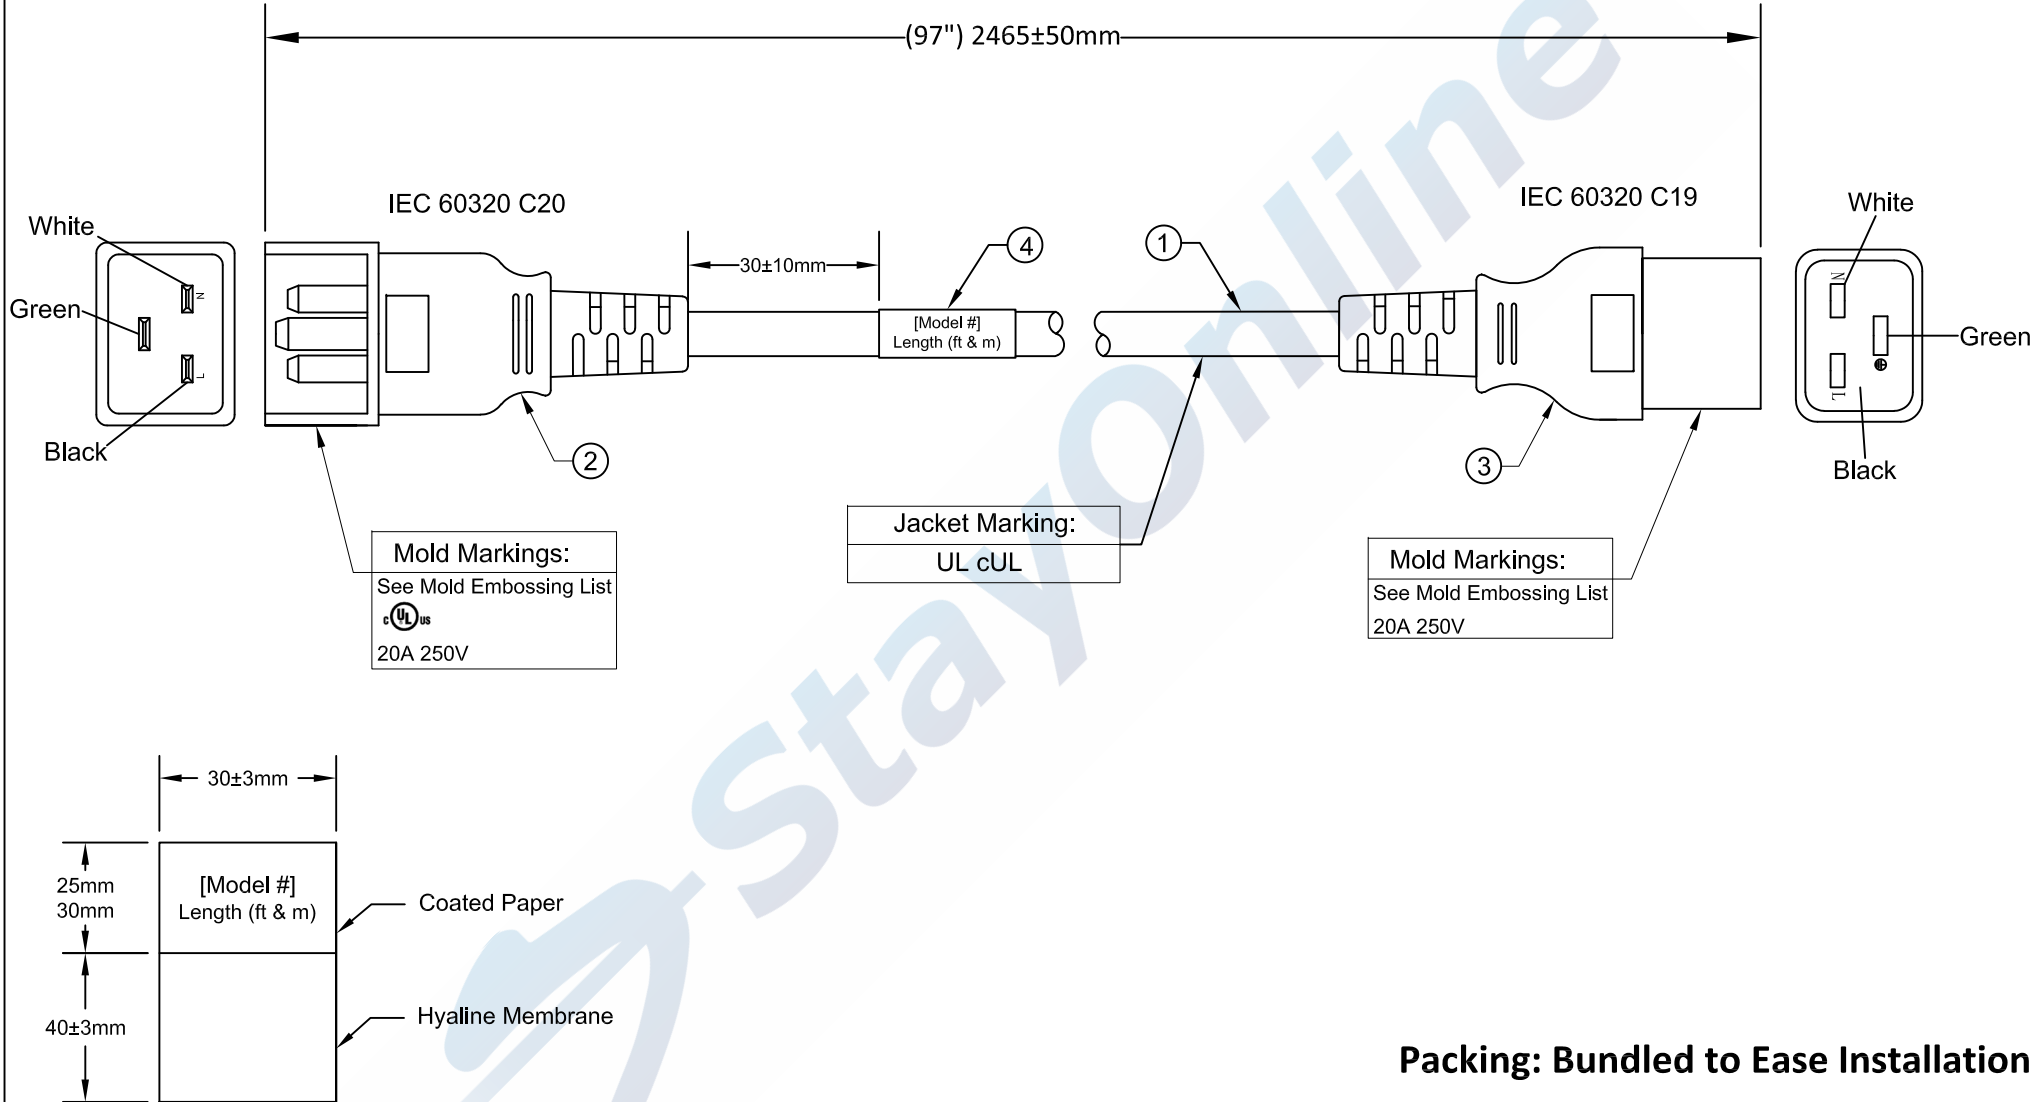 (97") 2465±50mm
IEC 60320 C20
IEC 60320 C19
White
Green
Black
N
L
30±10mm
4
1
[Model #]
Length (ft & m)
2
3
White
Green
Black
N
L
Mold Markings:
See Mold Embossing List
c UL us
20A 250V
Jacket Marking:
UL cUL
Mold Markings:
See Mold Embossing List
20A 250V
30±3mm
25mm
30mm
[Model #]
Length (ft & m)
Coated Paper
40±3mm
Hyaline Membrane
Packing: Bundled to Ease Installation
StayOnline